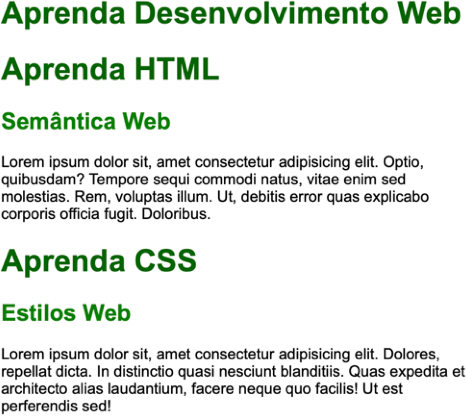 Aprenda Desenvolvimento Web
Aprenda HTML
Semântica Web
Lorem ipsum dolor sit, amet consectetur adipisicing elit. Optio,
quibusdam? Tempore sequi commodi natus, vitae enim sed
molestias. Rem, voluptas illum. Ut, debitis error quas explicabo
corporis officia fugit. Doloribus.
Aprenda CSS
Estilos Web
Lorem ipsum dolor sit, amet consectetur adipisicing elit. Dolores,
repellat dicta. In distinctio quasi nesciunt blanditiis. Quas expedita et
architecto alias laudantium, facere neque quo facilis! Ut est
perferendis sed!